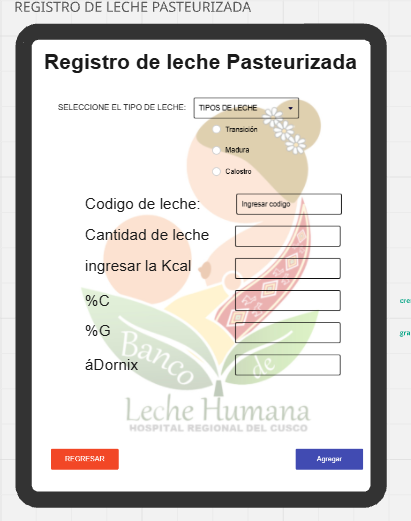 REGISTRO DE LECHE PASTEURIZADA
Registro de leche Pasteurizada
SELECCIONE EL TIPO DE LECHE: TIPOS DE LECHE
Transición
Madura
Calostro
Codigo de leche: Ingresar codigo
Cantidad de leche
ingresar la Kcal
%C
cre
%G
gra
áDornix
Banco de
Leche Humana
HOSPITAL REGIONAL DEL CUSCO
REGRESAR Agregar